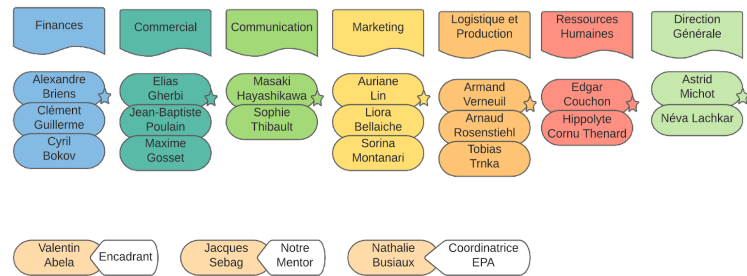 Finances
Commercial
Communication
Marketing
Logistique et
Production
Ressources
Humaines
Direction
Générale
Alexandre
Briens
Clément
Guillerme
Cyril
Bokov
Elias
Gherbi
Jean-Baptiste
Poulain
Maxime
Gosset
Masaki
Hayashikawa
Sophie
Thibault
Auriane
Lin
Liora
Bellaiche
Sorina
Montanari
Armand
Verneuil
Arnaud
Rosenstiehl
Tobias
Trnka
Edgar
Couchon
Hippolyte
Cornu Thenard
Astrid
Michot
Néva Lachkar
Valentin
Abela
Encadrant
Jacques
Sebag
Notre
Mentor
Nathalie
Busiaux
Coordinatrice
EPA